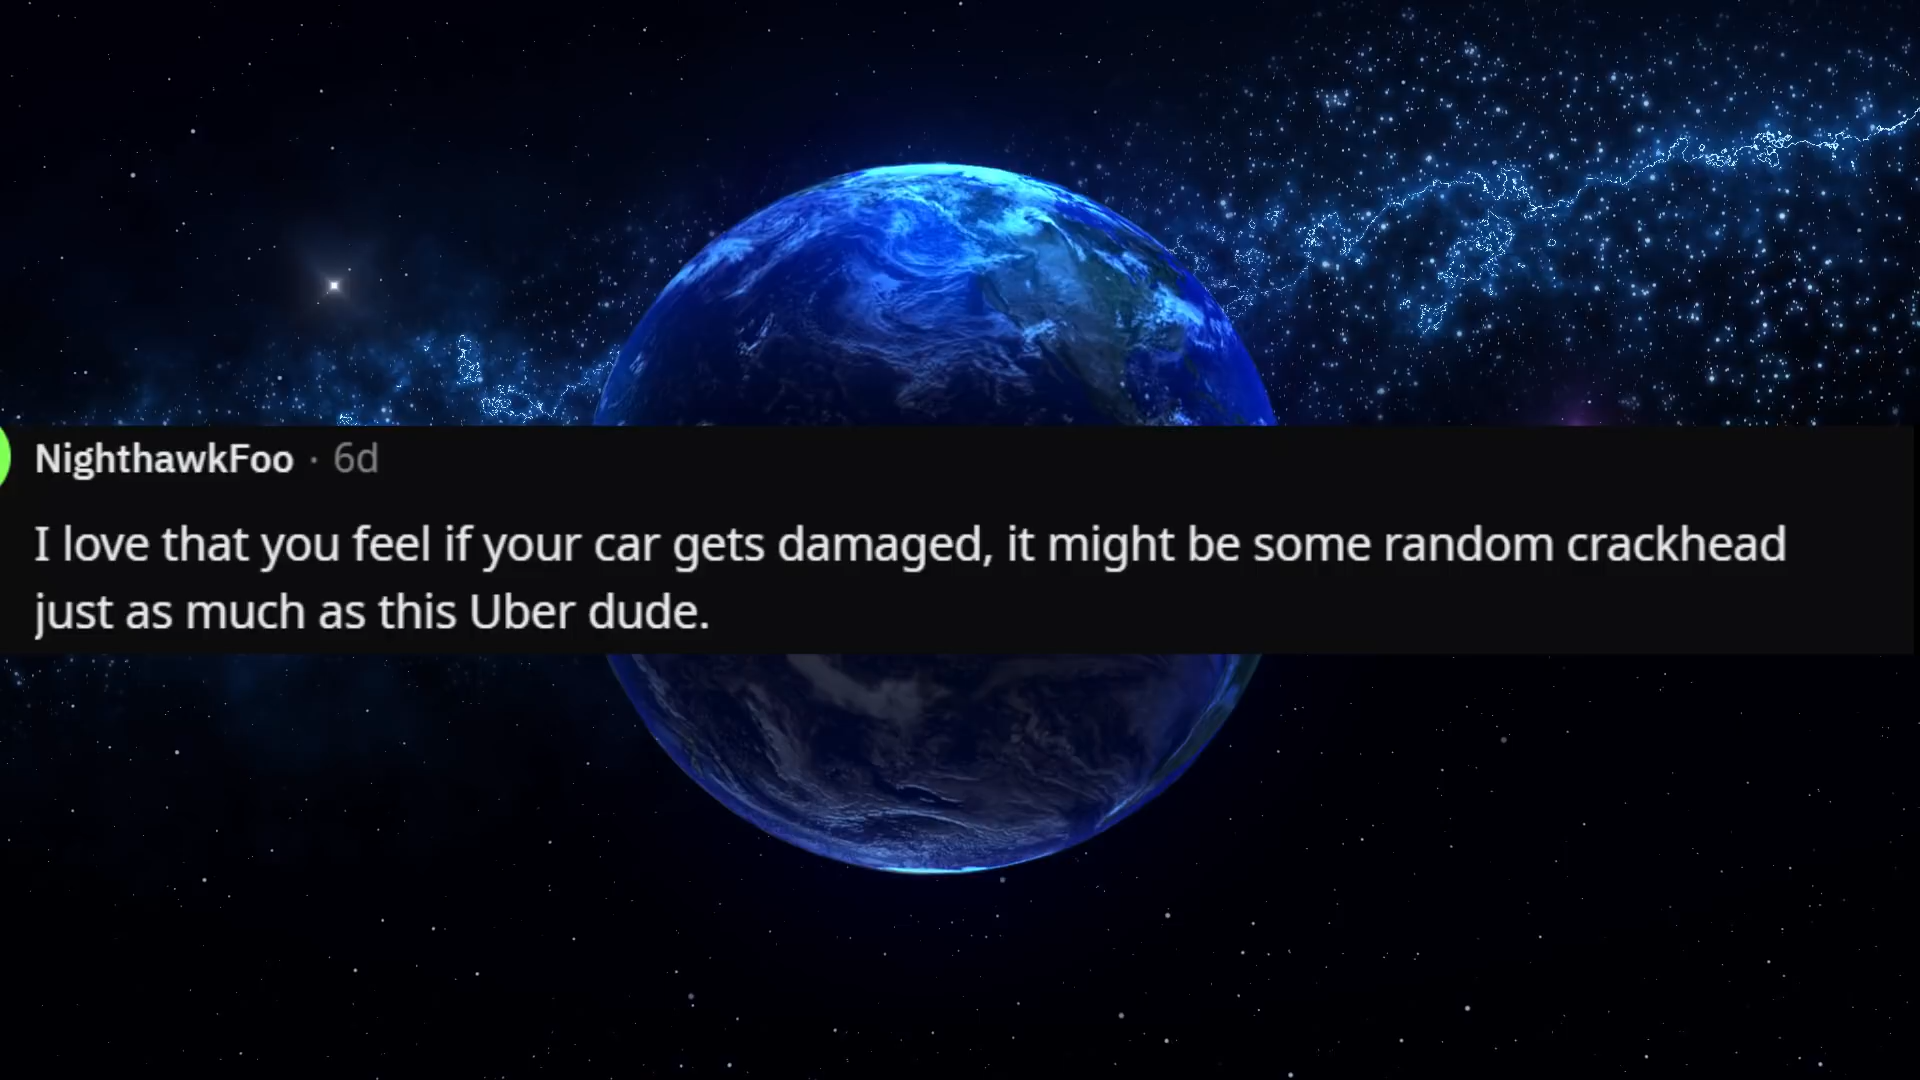 NighthawkFoo · 6d
I love that you feel if your car gets damaged, it might be some random crackhead
just as much as this Uber dude.